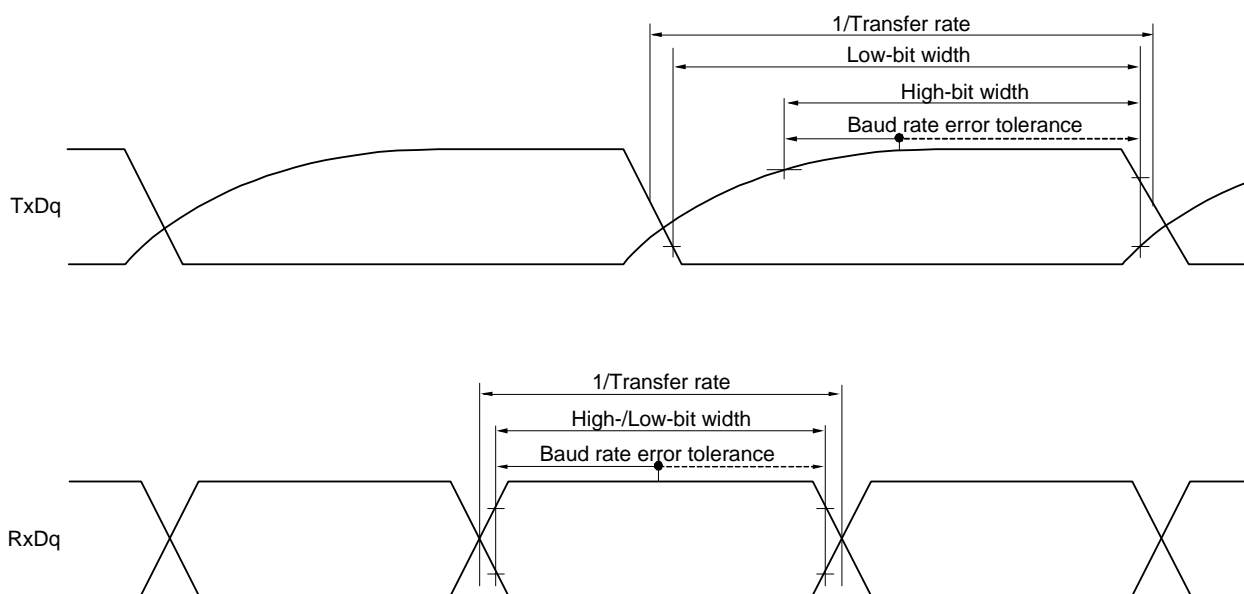 1/Transfer rate
Low-bit width
High-bit width
Baud rate error tolerance
TxDq
1/Transfer rate
High-/Low-bit width
Baud rate error tolerance
RxDq